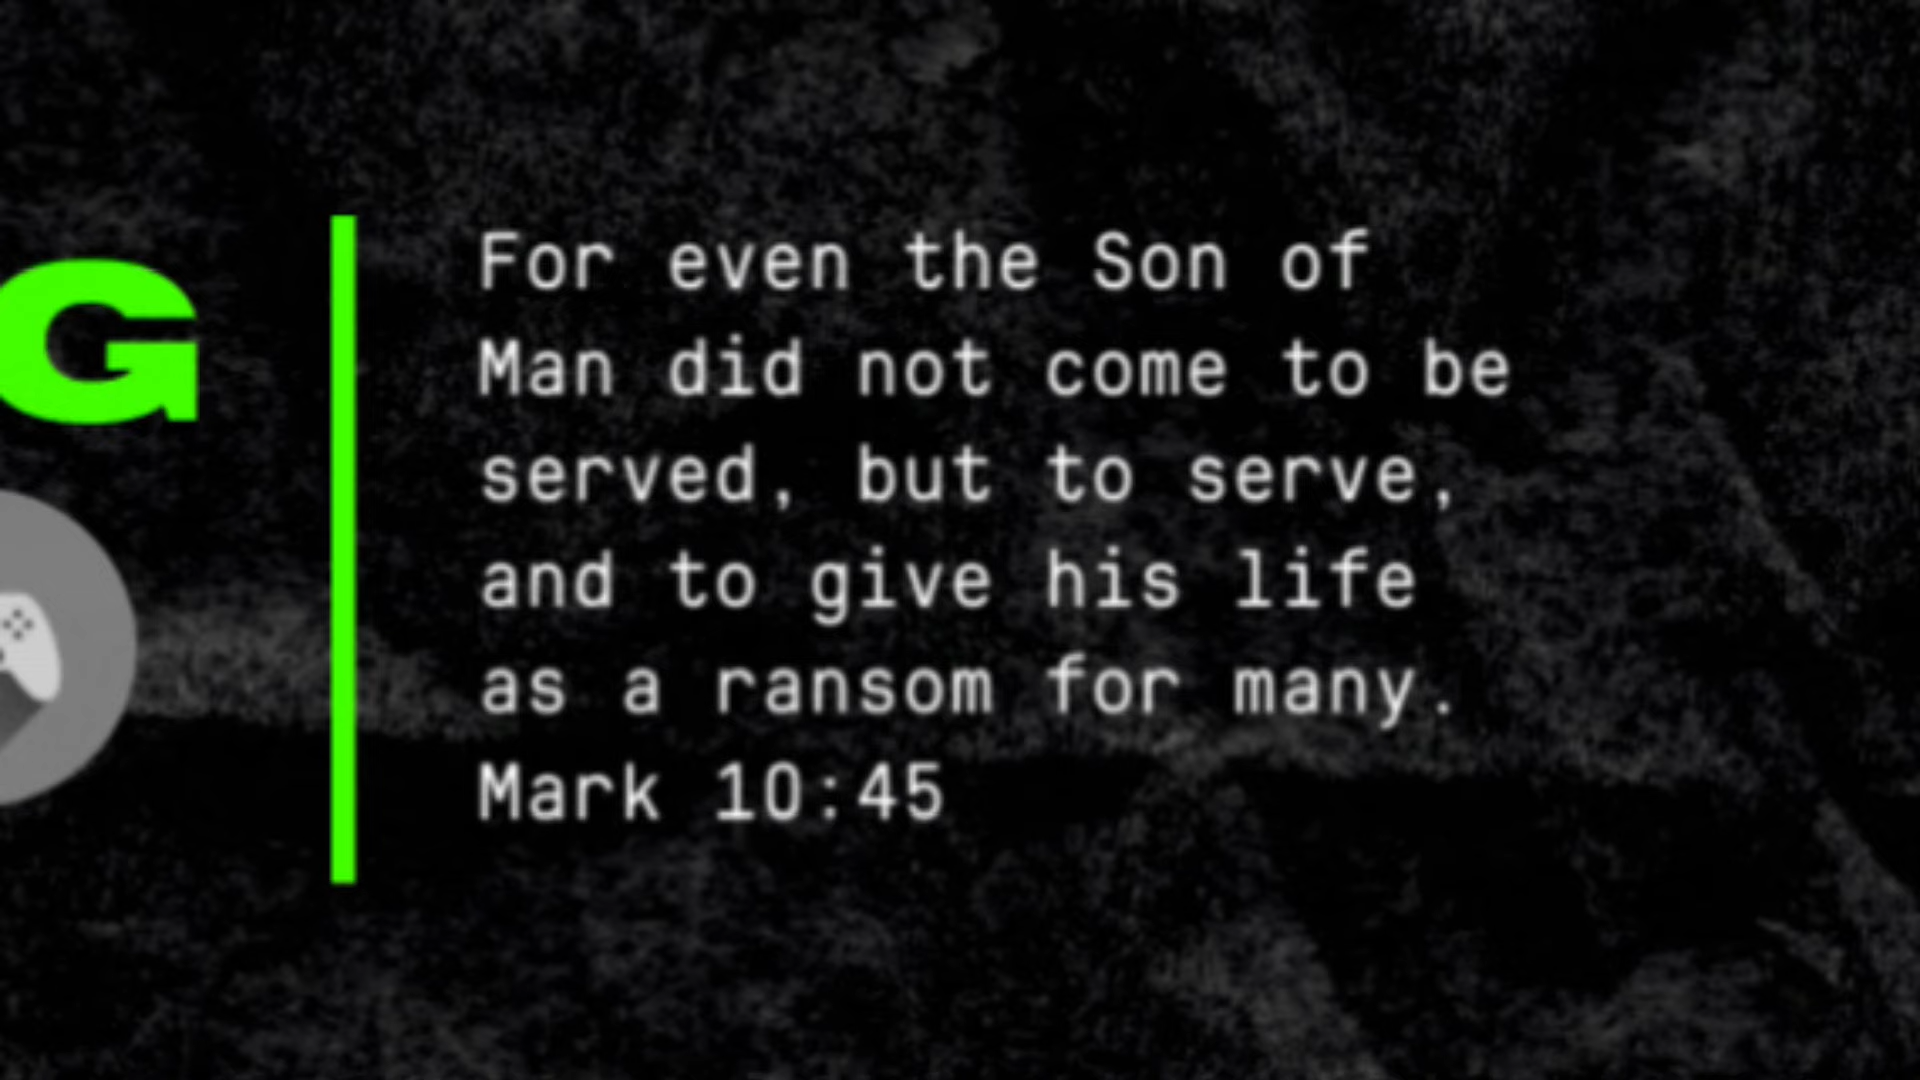 G
For even the Son of
Man did not come to be
served, but to serve,
and to give his life
as a ransom for many.
Mark 10:45